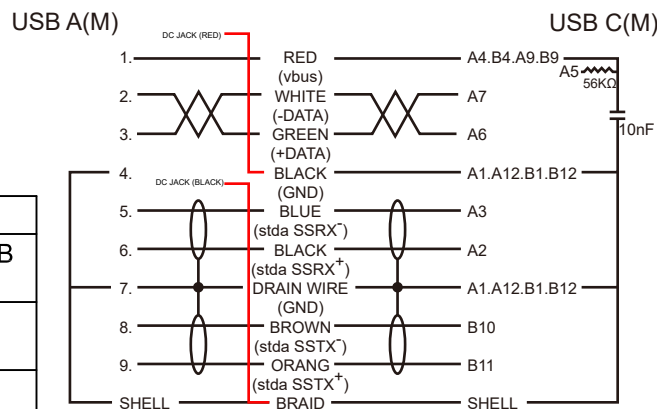 USB A(M)
USB C(M)
DC JACK (RED)
1.
RED
A4.B4.A9.B9
(vbus)
A5
56KΩ
2.
WHITE
A7
(-DATA)
3.
GREEN
A6
10nF
(+DATA)
4.
BLACK
A1.A12.B1.B12
DC JACK (BLACK)
(GND)
5.
BLUE
A3
(stda SSRX-)
B
6.
BLACK
A2
(stda SSRX+)
7.
DRAIN WIRE
A1.A12.B1.B12
(GND)
8.
BROWN
B10
(stda SSTX-)
9.
ORANG
B11
(stda SSTX+)
SHELL
BRAID
SHELL